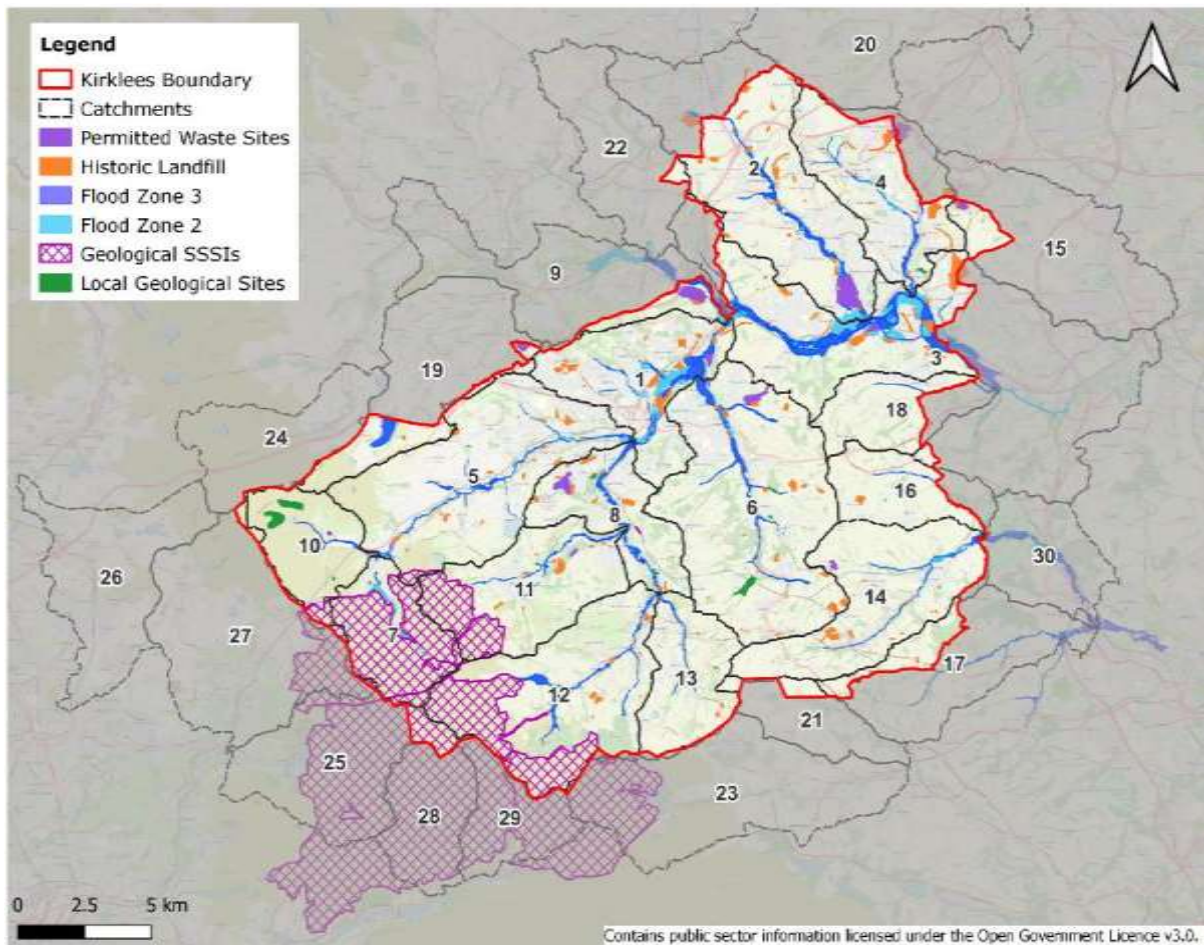 Legend
Kirklees Boundary
Catchments
Permitted Waste Sites
Historic Landfill
Flood Zone 3
Flood Zone 2
Geological SSSIs
Local Geological Sites
20
22
2
4
15
9
3
1
19
18
24
5
16
6
8
10
30
26
11
14
27
7
17
13
12
21
25
23
28
29
0 2.5 5 km
Contains public sector information licensed under the Open Government Licence v3.0.